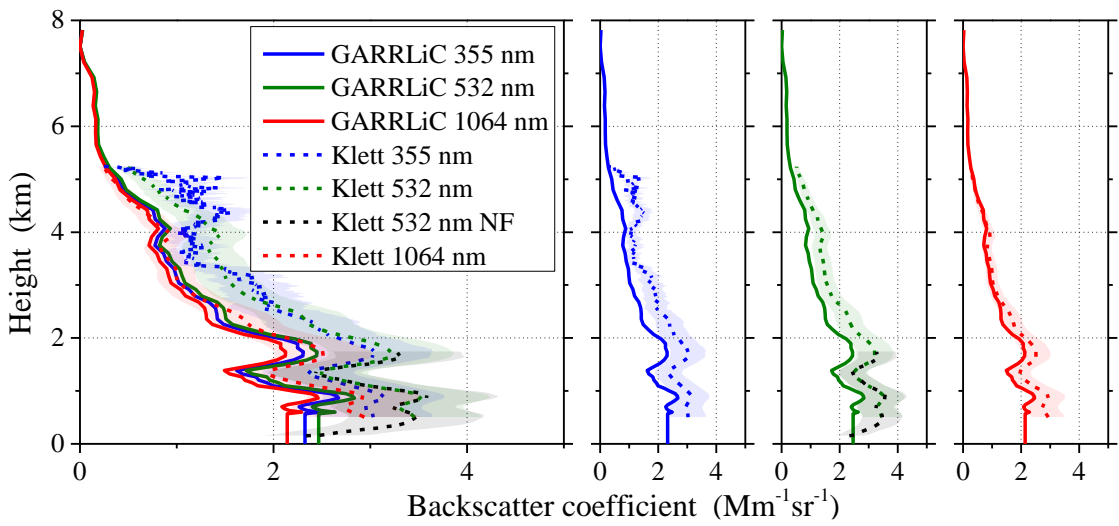 8
6
4
2
0
Height (km)
GARRLiC 355 nm
GARRLiC 532 nm
GARRLiC 1064 nm
Klett 355 nm
Klett 532 nm
Klett 532 nm NF
Klett 1064 nm
0 2 4 0 2 4 0 2 4 0 2 4
Backscatter coefficient (Mm⁻¹sr⁻¹)